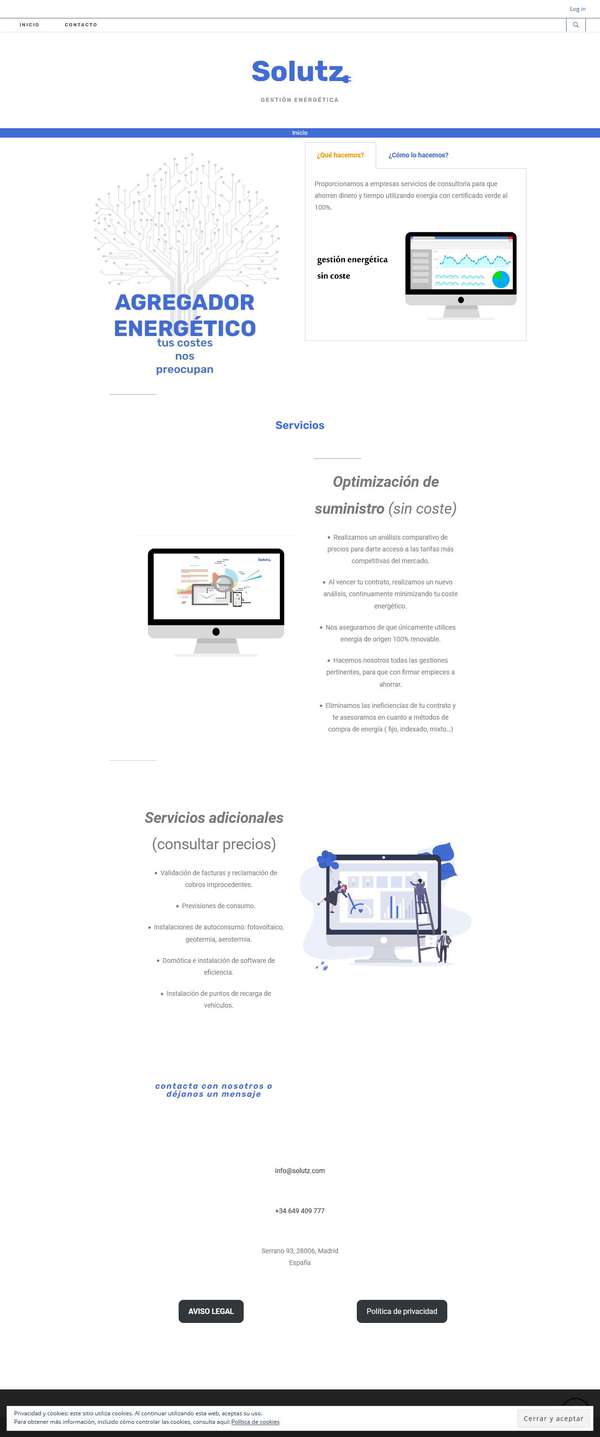 Log in
INICIO
CONTACTO
Solutz
GESTIÓN ENERGÉTICA
Inicio
¿Qué hacemos?
¿Cómo lo hacemos?
Proporcionamos a empresas servicios de consultoría para que
ahorren dinero y tiempo utilizando energía con certificado verde al
100%.
gestión energética
sin coste
AGREGADOR
ENERGÉTICO
tus costes
nos
preocupan
Servicios
Optimización de
suministro (sin coste)
• Realizamos un análisis comparativo de
precios para darte acceso a las tarifas más
competitivas del mercado.
• Al vencer tu contrato, realizamos un nuevo
análisis, continuamente minimizando tu coste
energético.
• Nos aseguramos de que únicamente utilices
energía de origen 100% renovable.
• Hacemos nosotros todas las gestiones
pertinentes, para que con firmar empieces a
ahorrar.
• Eliminamos las ineficiencias de tu contrato y
te asesoramos en cuanto a métodos de
compra de energía ( fijo, indexado, mixto…)
Solutz
Servicios adicionales
(consultar precios)
• Validación de facturas y reclamación de
cobros improcedentes.
• Previsiones de consumo.
• Instalaciones de autoconsumo: fotovoltaico,
geotermia, aerotermia.
• Domótica e instalación de software de
eficiencia.
• Instalación de puntos de recarga de
vehículos.
contacta con nosotros o
déjanos un mensaje
info@solutz.com
+34 649 409 777
Serrano 93, 28006, Madrid
España
AVISO LEGAL
Política de privacidad
Privacidad y cookies: este sitio utiliza cookies. Al continuar utilizando esta web, aceptas su uso.
Para obtener más información, incluido cómo controlar las cookies, consulta aquí: Política de cookies
Cerrar y aceptar